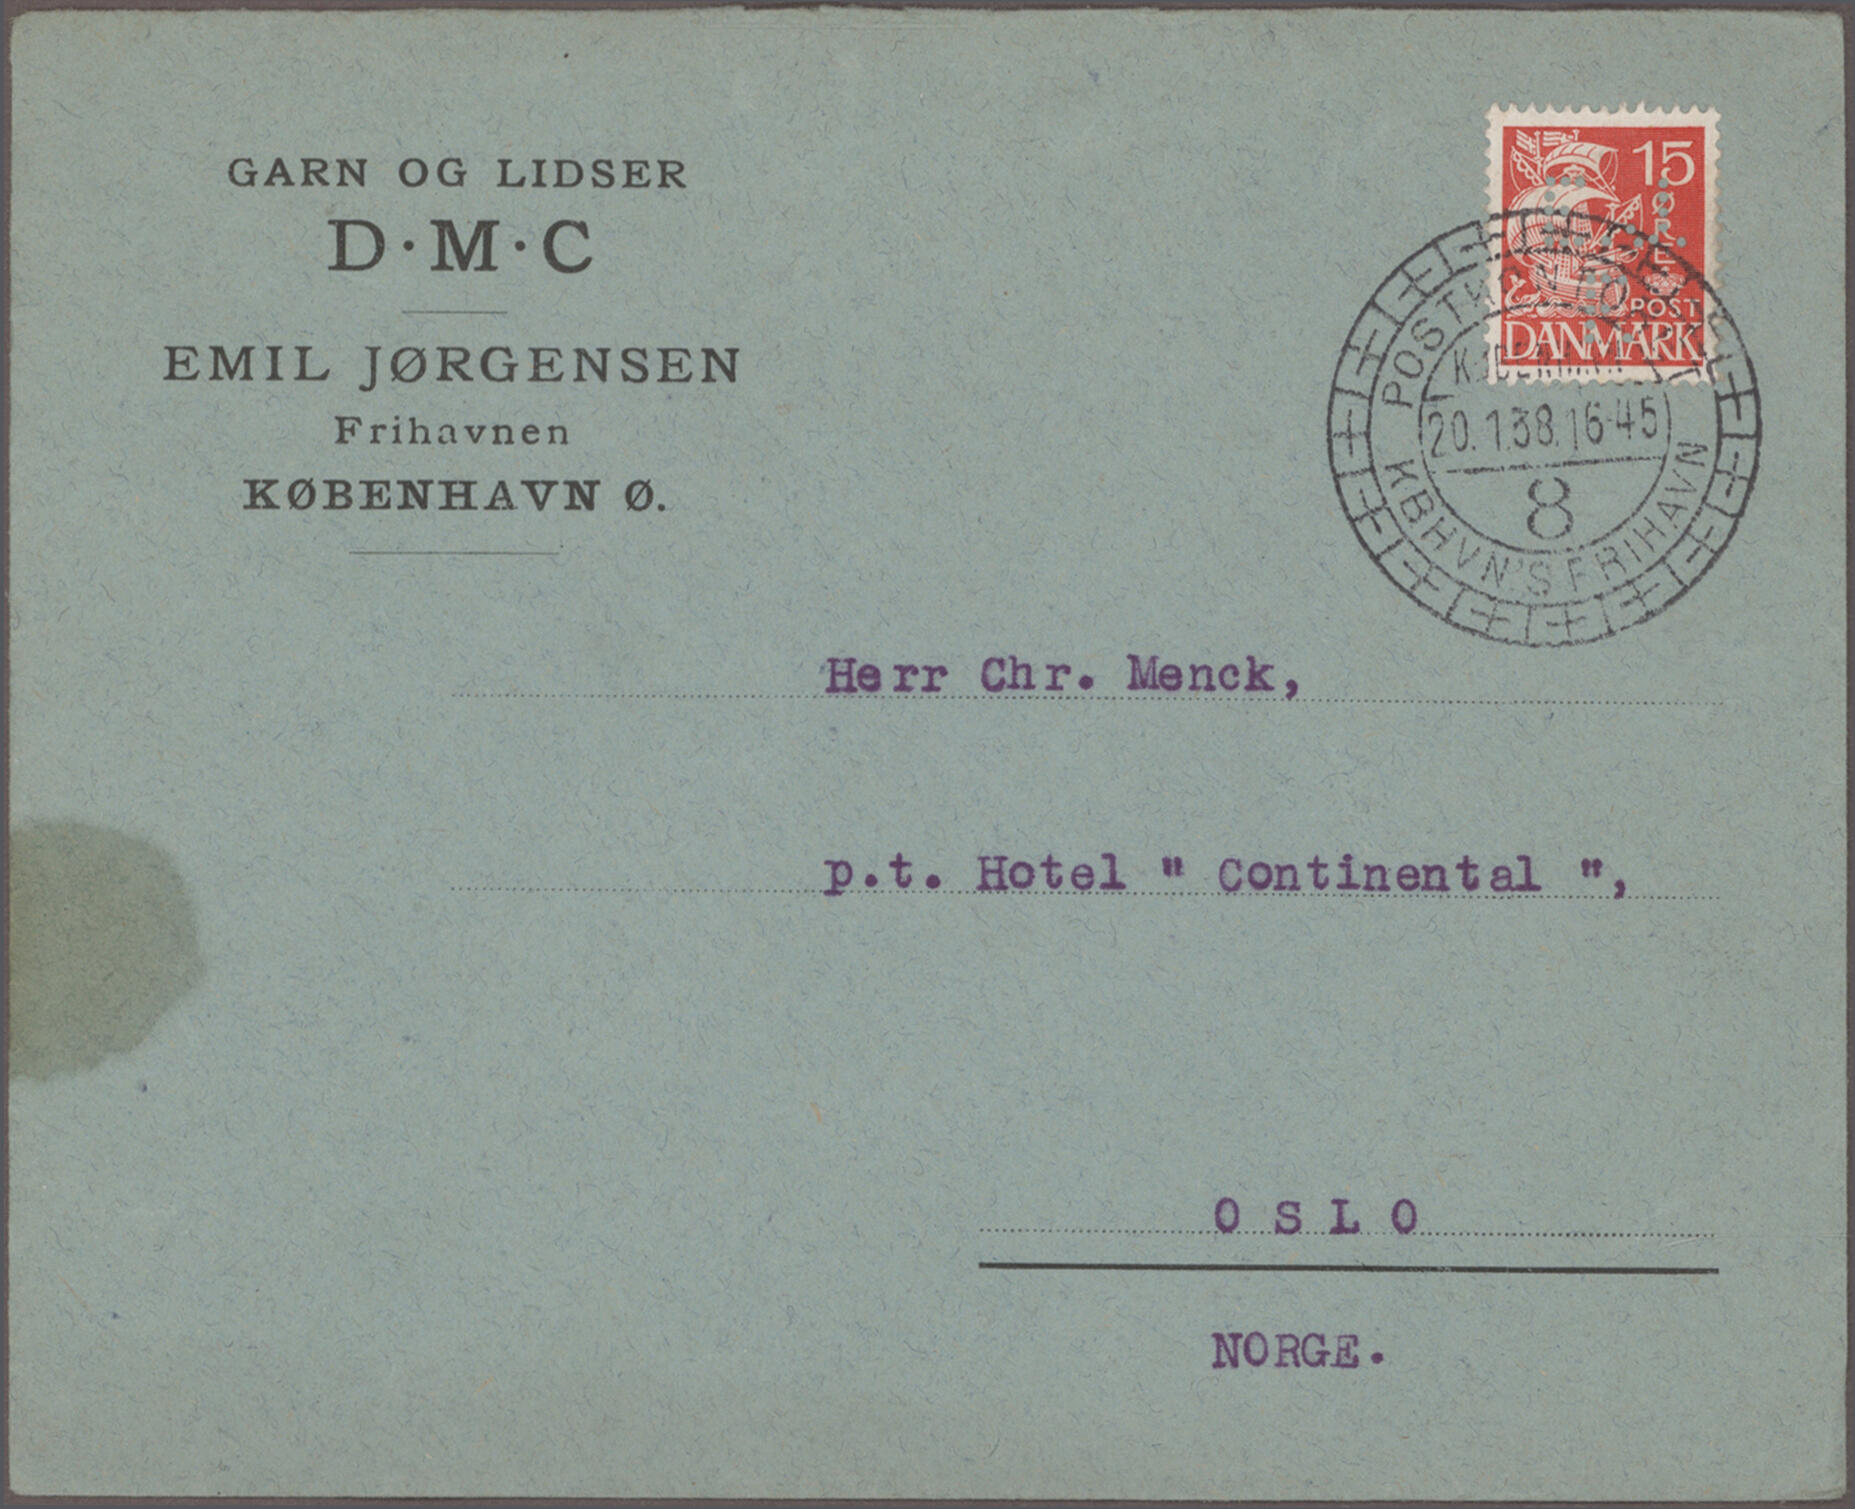 GARN OG LIDSER
D·M·C
EMIL JØRGENSEN
Frihavnen
KØBENHAVN Ø.
15
ØRE
POST
DANMARK
20.1.38.16-45
8
KBHVN'S FRIHAVN
Herr Chr. Menck,
p.t. Hotel " Continental ",
O S L O
NORGE.